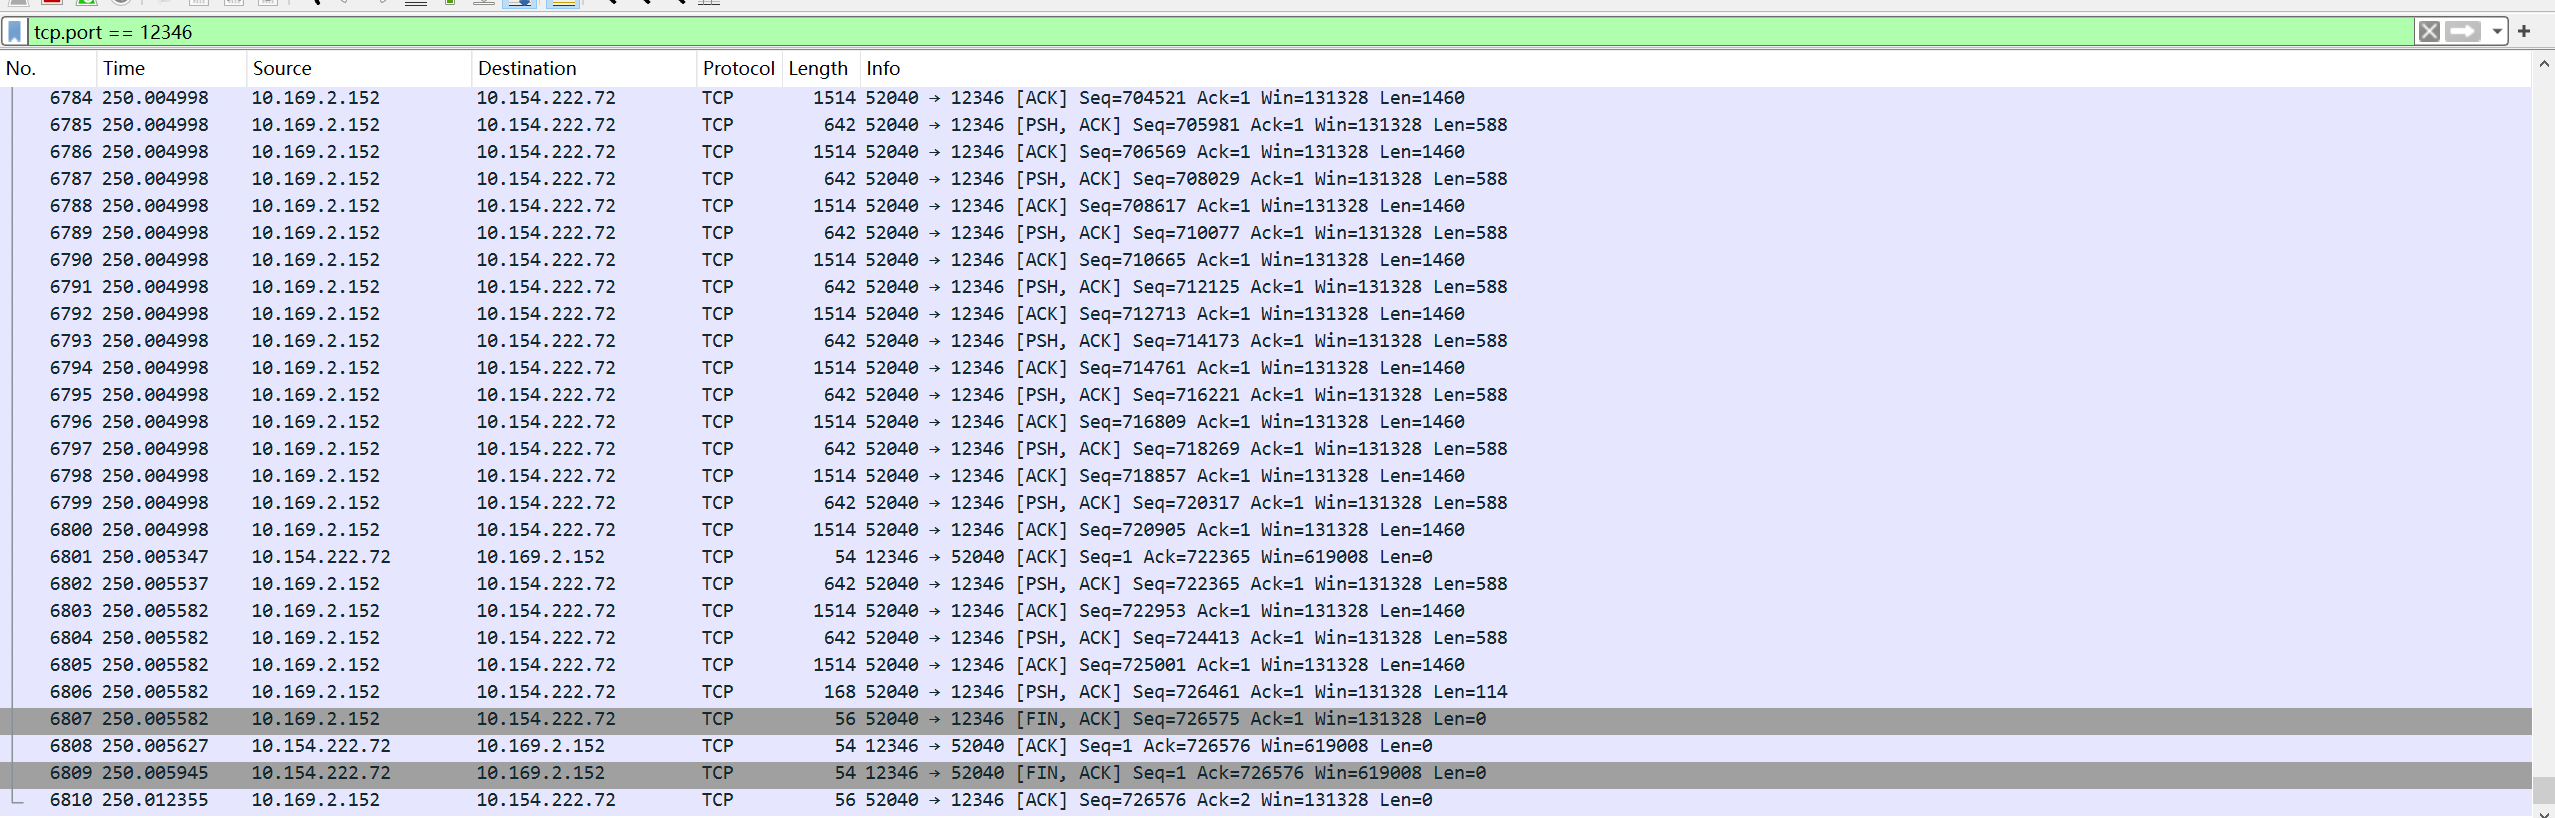 tcp.port == 12346
No. Time Source Destination Protocol Length Info
6784 250.004998 10.169.2.152 10.154.222.72 TCP 1514 52040 → 12346 [ACK] Seq=704521 Ack=1 Win=131328 Len=1460
6785 250.004998 10.169.2.152 10.154.222.72 TCP 642 52040 → 12346 [PSH, ACK] Seq=705981 Ack=1 Win=131328 Len=588
6786 250.004998 10.169.2.152 10.154.222.72 TCP 1514 52040 → 12346 [ACK] Seq=706569 Ack=1 Win=131328 Len=1460
6787 250.004998 10.169.2.152 10.154.222.72 TCP 642 52040 → 12346 [PSH, ACK] Seq=708029 Ack=1 Win=131328 Len=588
6788 250.004998 10.169.2.152 10.154.222.72 TCP 1514 52040 → 12346 [ACK] Seq=708617 Ack=1 Win=131328 Len=1460
6789 250.004998 10.169.2.152 10.154.222.72 TCP 642 52040 → 12346 [PSH, ACK] Seq=710077 Ack=1 Win=131328 Len=588
6790 250.004998 10.169.2.152 10.154.222.72 TCP 1514 52040 → 12346 [ACK] Seq=710665 Ack=1 Win=131328 Len=1460
6791 250.004998 10.169.2.152 10.154.222.72 TCP 642 52040 → 12346 [PSH, ACK] Seq=712125 Ack=1 Win=131328 Len=588
6792 250.004998 10.169.2.152 10.154.222.72 TCP 1514 52040 → 12346 [ACK] Seq=712713 Ack=1 Win=131328 Len=1460
6793 250.004998 10.169.2.152 10.154.222.72 TCP 642 52040 → 12346 [PSH, ACK] Seq=714173 Ack=1 Win=131328 Len=588
6794 250.004998 10.169.2.152 10.154.222.72 TCP 1514 52040 → 12346 [ACK] Seq=714761 Ack=1 Win=131328 Len=1460
6795 250.004998 10.169.2.152 10.154.222.72 TCP 642 52040 → 12346 [PSH, ACK] Seq=716221 Ack=1 Win=131328 Len=588
6796 250.004998 10.169.2.152 10.154.222.72 TCP 1514 52040 → 12346 [ACK] Seq=716809 Ack=1 Win=131328 Len=1460
6797 250.004998 10.169.2.152 10.154.222.72 TCP 642 52040 → 12346 [PSH, ACK] Seq=718269 Ack=1 Win=131328 Len=588
6798 250.004998 10.169.2.152 10.154.222.72 TCP 1514 52040 → 12346 [ACK] Seq=718857 Ack=1 Win=131328 Len=1460
6799 250.004998 10.169.2.152 10.154.222.72 TCP 642 52040 → 12346 [PSH, ACK] Seq=720317 Ack=1 Win=131328 Len=588
6800 250.004998 10.169.2.152 10.154.222.72 TCP 1514 52040 → 12346 [ACK] Seq=720905 Ack=1 Win=131328 Len=1460
6801 250.005347 10.154.222.72 10.169.2.152 TCP 54 12346 → 52040 [ACK] Seq=1 Ack=722365 Win=619008 Len=0
6802 250.005537 10.169.2.152 10.154.222.72 TCP 642 52040 → 12346 [PSH, ACK] Seq=722365 Ack=1 Win=131328 Len=588
6803 250.005582 10.169.2.152 10.154.222.72 TCP 1514 52040 → 12346 [ACK] Seq=722953 Ack=1 Win=131328 Len=1460
6804 250.005582 10.169.2.152 10.154.222.72 TCP 642 52040 → 12346 [PSH, ACK] Seq=724413 Ack=1 Win=131328 Len=588
6805 250.005582 10.169.2.152 10.154.222.72 TCP 1514 52040 → 12346 [ACK] Seq=725001 Ack=1 Win=131328 Len=1460
6806 250.005582 10.169.2.152 10.154.222.72 TCP 168 52040 → 12346 [PSH, ACK] Seq=726461 Ack=1 Win=131328 Len=114
6807 250.005582 10.169.2.152 10.154.222.72 TCP 56 52040 → 12346 [FIN, ACK] Seq=726575 Ack=1 Win=131328 Len=0
6808 250.005627 10.154.222.72 10.169.2.152 TCP 54 12346 → 52040 [ACK] Seq=1 Ack=726576 Win=619008 Len=0
6809 250.005945 10.154.222.72 10.169.2.152 TCP 54 12346 → 52040 [FIN, ACK] Seq=1 Ack=726576 Win=619008 Len=0
6810 250.012355 10.169.2.152 10.154.222.72 TCP 56 52040 → 12346 [ACK] Seq=726576 Ack=2 Win=131328 Len=0